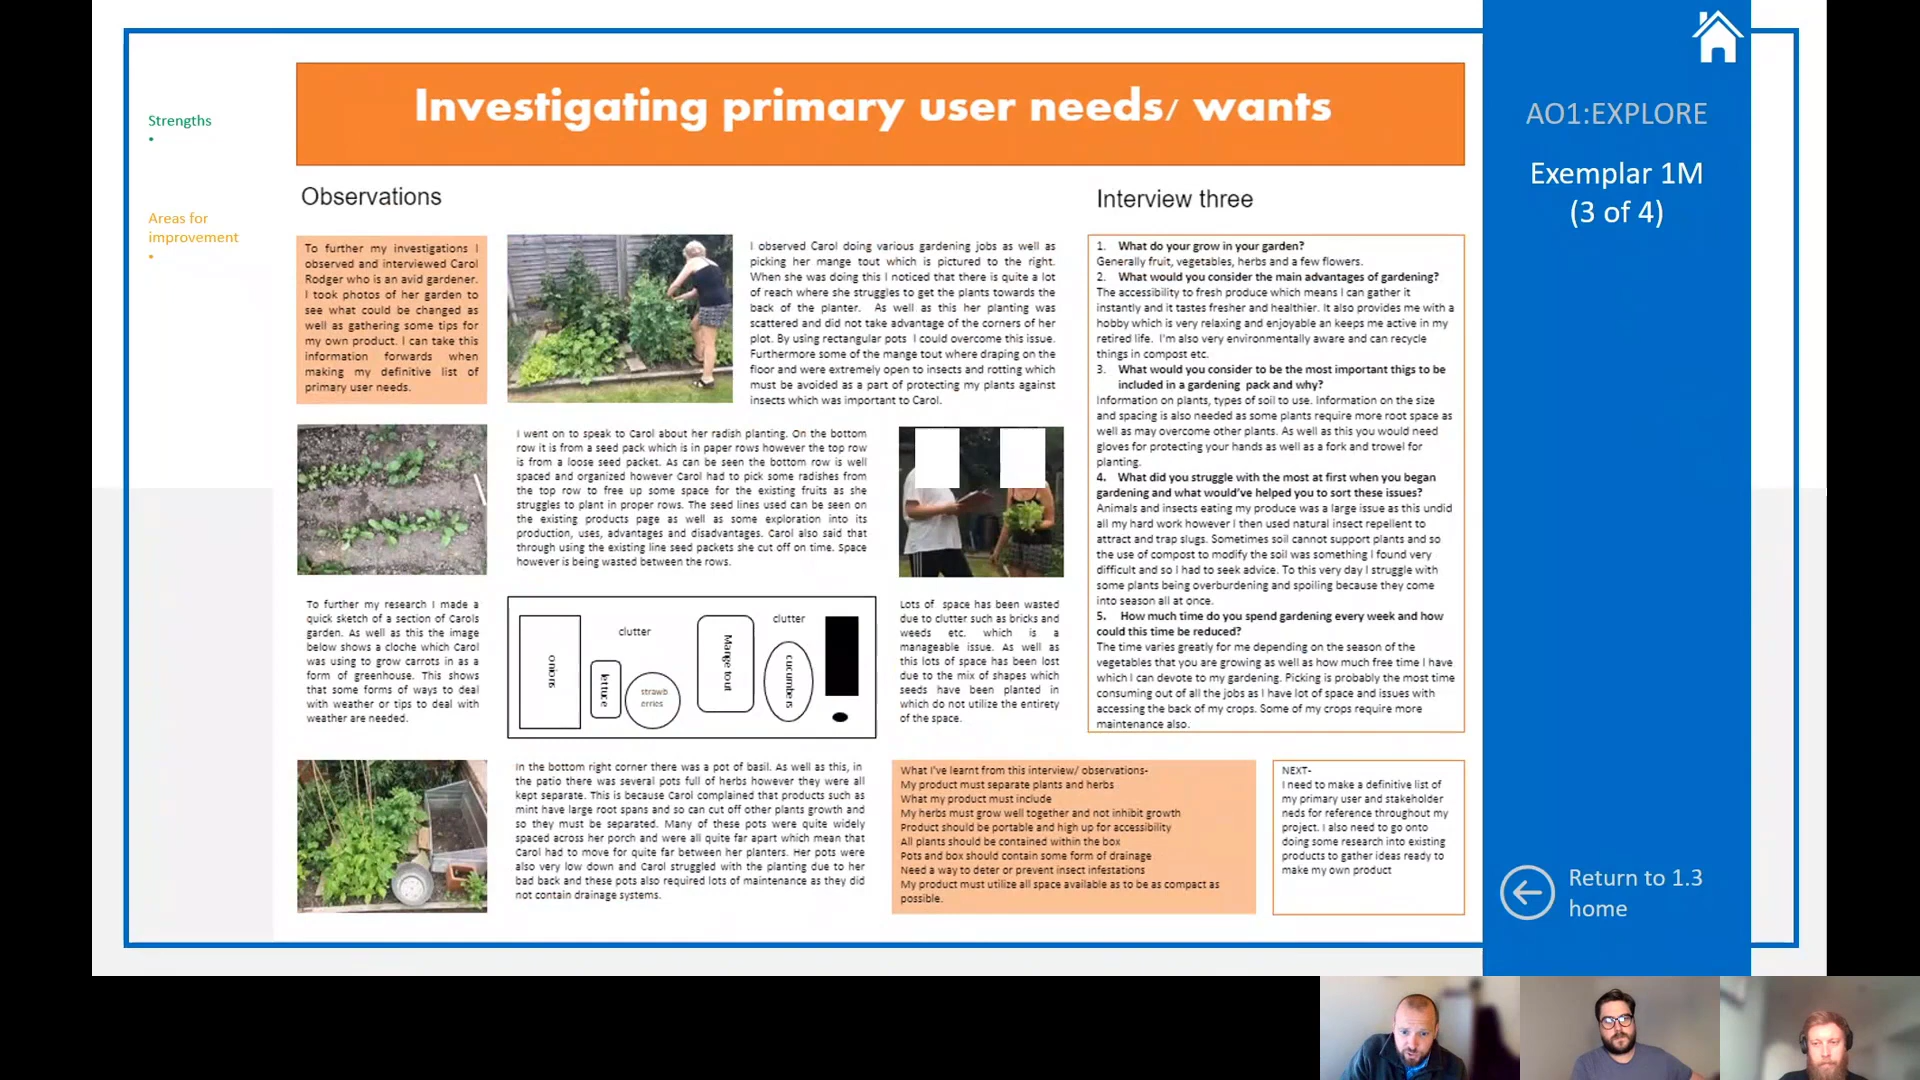 Investigating primary user needs/ wants
AO1:EXPLORE
Exemplar 1M
(3 of 4)
Strengths
•
Areas for
improvement
•
Observations
To further my investigations I
observed and interviewed Carol
Rodger who is an avid gardener.
I took photos of her garden to
see what could be changed as
well as gathering some tips for
my own product. I can take this
information forwards when
making my definitive list of
primary user needs.
I observed Carol doing various gardening jobs as well as
picking her mange tout which is pictured to the right.
When she was doing this I noticed that there is quite a lot
of reach where she struggles to get the plants towards the
back of the planter. As well as this her planting was
scattered and did not take advantage of the corners of her
plot. By using rectangular pots I could overcome this issue.
Furthermore some of the mange tout where draping on the
floor and were extremely open to insects and rotting which
must be avoided as a part of protecting my plants against
insects which was important to Carol.
I went on to speak to Carol about her radish planting. On the bottom
row it is from a seed pack which is in paper rows however the top row
is from a loose seed packet. As can be seen the bottom row is well
spaced and organized however Carol had to pick some radishes from
the top row to free up some space for the existing fruits as she
struggles to plant in proper rows. The seed lines used can be seen on
the existing products page as well as some exploration into its
production, uses, advantages and disadvantages. Carol also said that
through using the existing line seed packets she cut off on time. Space
however is being wasted between the rows.
To further my research I made a
quick sketch of a section of Carols
garden. As well as this the image
below shows a cloche which Carol
was using to grow carrots in as a
form of greenhouse. This shows
that some forms of ways to deal
with weather or tips to deal with
weather are needed.
onions
clutter
lettuce
strawb
erries
Mange tout
clutter
cucumbers
Lots of space has been wasted
due to clutter such as bricks and
weeds etc. which is a
manageable issue. As well as
this lots of space has been lost
due to the mix of shapes which
seeds have been planted in
which do not utilize the entirety
of the space.
In the bottom right corner there was a pot of basil. As well as this, in
the patio there was several pots full of herbs however they were all
kept separate. This is because Carol complained that products such as
mint have large root spans and so can cut off other plants growth and
so they must be separated. Many of these pots were quite widely
spaced across her porch and were all quite far apart which mean that
Carol had to move for quite far between her planters. Her pots were
also very low down and Carol struggled with the planting due to her
bad back and these pots also required lots of maintenance as they did
not contain drainage systems.
Interview three
1. What do your grow in your garden?
Generally fruit, vegetables, herbs and a few flowers.
2. What would you consider the main advantages of gardening?
The accessibility to fresh produce which means I can gather it
instantly and it tastes fresher and healthier. It also provides me with a
hobby which is very relaxing and enjoyable an keeps me active in my
retired life. I'm also very environmentally aware and can recycle
things in compost etc.
3. What would you consider to be the most important thigs to be
included in a gardening pack and why?
Information on plants, types of soil to use. Information on the size
and spacing is also needed as some plants require more root space as
well as may overcome other plants. As well as this you would need
gloves for protecting your hands as well as a fork and trowel for
planting.
4. What did you struggle with the most at first when you began
gardening and what would've helped you to sort these issues?
Animals and insects eating my produce was a large issue as this undid
all my hard work however I then used natural insect repellent to
attract and trap slugs. Sometimes soil cannot support plants and so
the use of compost to modify the soil was something I found very
difficult and so I had to seek advice. To this very day I struggle with
some plants being overburdening and spoiling because they come
into season all at once.
5. How much time do you spend gardening every week and how
could this time be reduced?
The time varies greatly for me depending on the season of the
vegetables that you are growing as well as how much free time I have
which I can devote to my gardening. Picking is probably the most time
consuming out of all the jobs as I have lot of space and issues with
accessing the back of my crops. Some of my crops require more
maintenance also.
What I've learnt from this interview/ observations-
My product must separate plants and herbs
What my product must include
My herbs must grow well together and not inhibit growth
Product should be portable and high up for accessibility
All plants should be contained within the box
Pots and box should contain some form of drainage
Need a way to deter or prevent insect infestations
My product must utilize all space available as to be as compact as
possible.
NEXT-
I need to make a definitive list of
my primary user and stakeholder
neds for reference throughout my
project. I also need to go onto
doing some research into existing
products to gather ideas ready to
make my own product
Return to 1.3
home